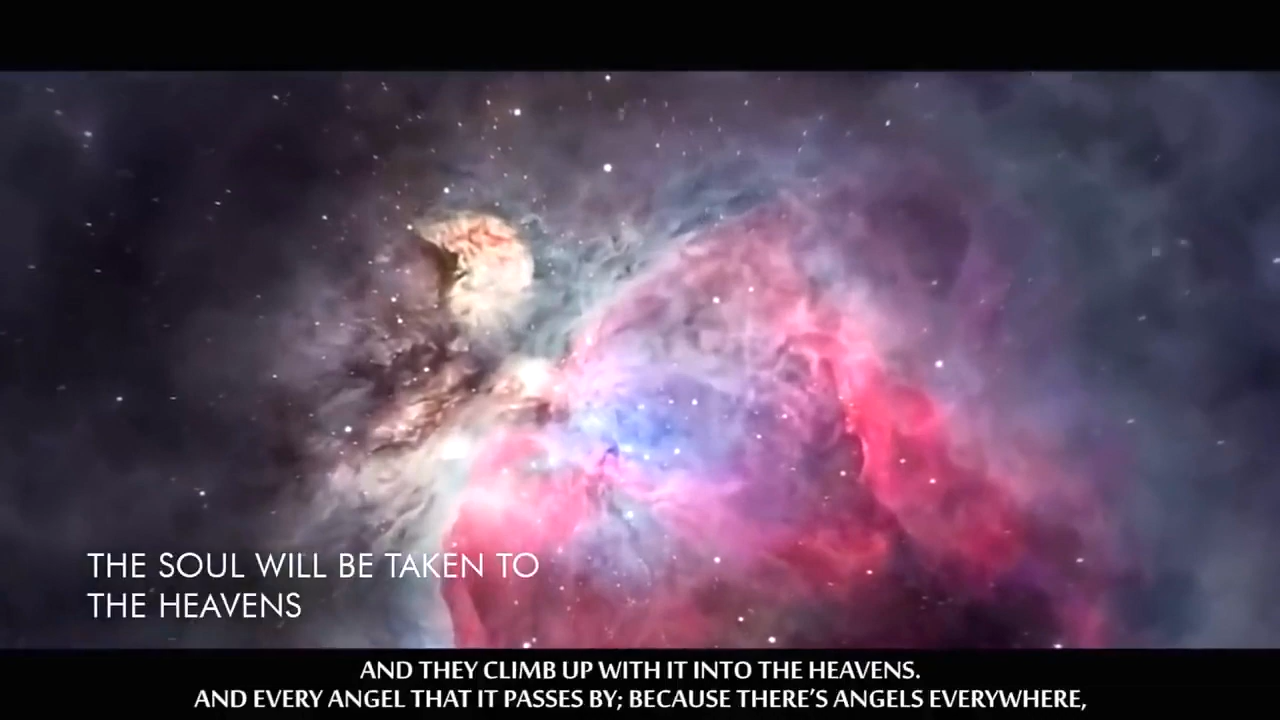 THE SOUL WILL BE TAKEN TO
THE HEAVENS
AND THEY CLIMB UP WITH IT INTO THE HEAVENS.
AND EVERY ANGEL THAT IT PASSES BY; BECAUSE THERE'S ANGELS EVERYWHERE,